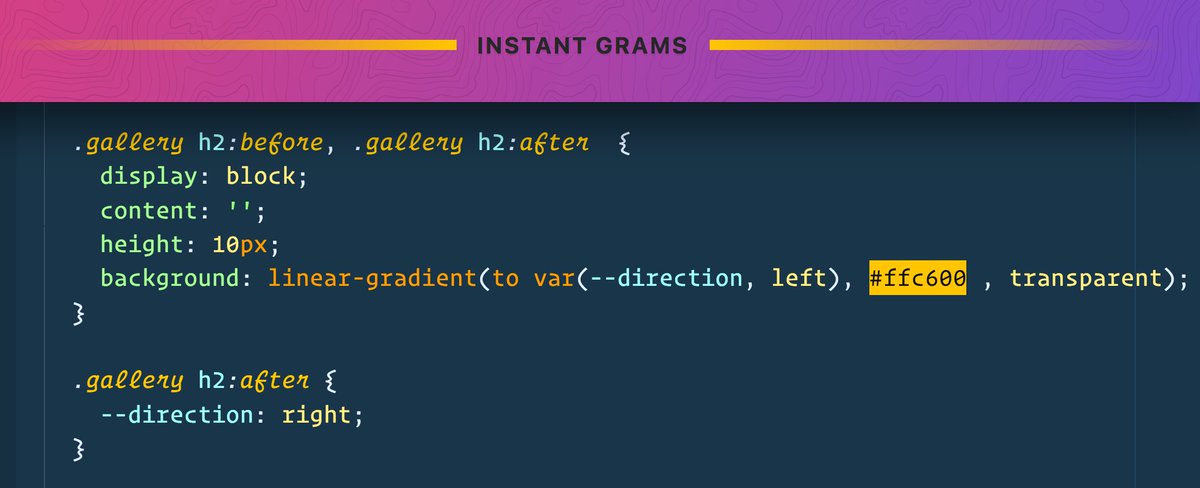 INSTANT GRAMS
.gallery h2:before, .gallery h2:after  {
  display: block;
  content: '';
  height: 10px;
  background: linear-gradient(to var(--direction, left), #ffc600 , transparent);
}

.gallery h2:after {
  --direction: right;
}